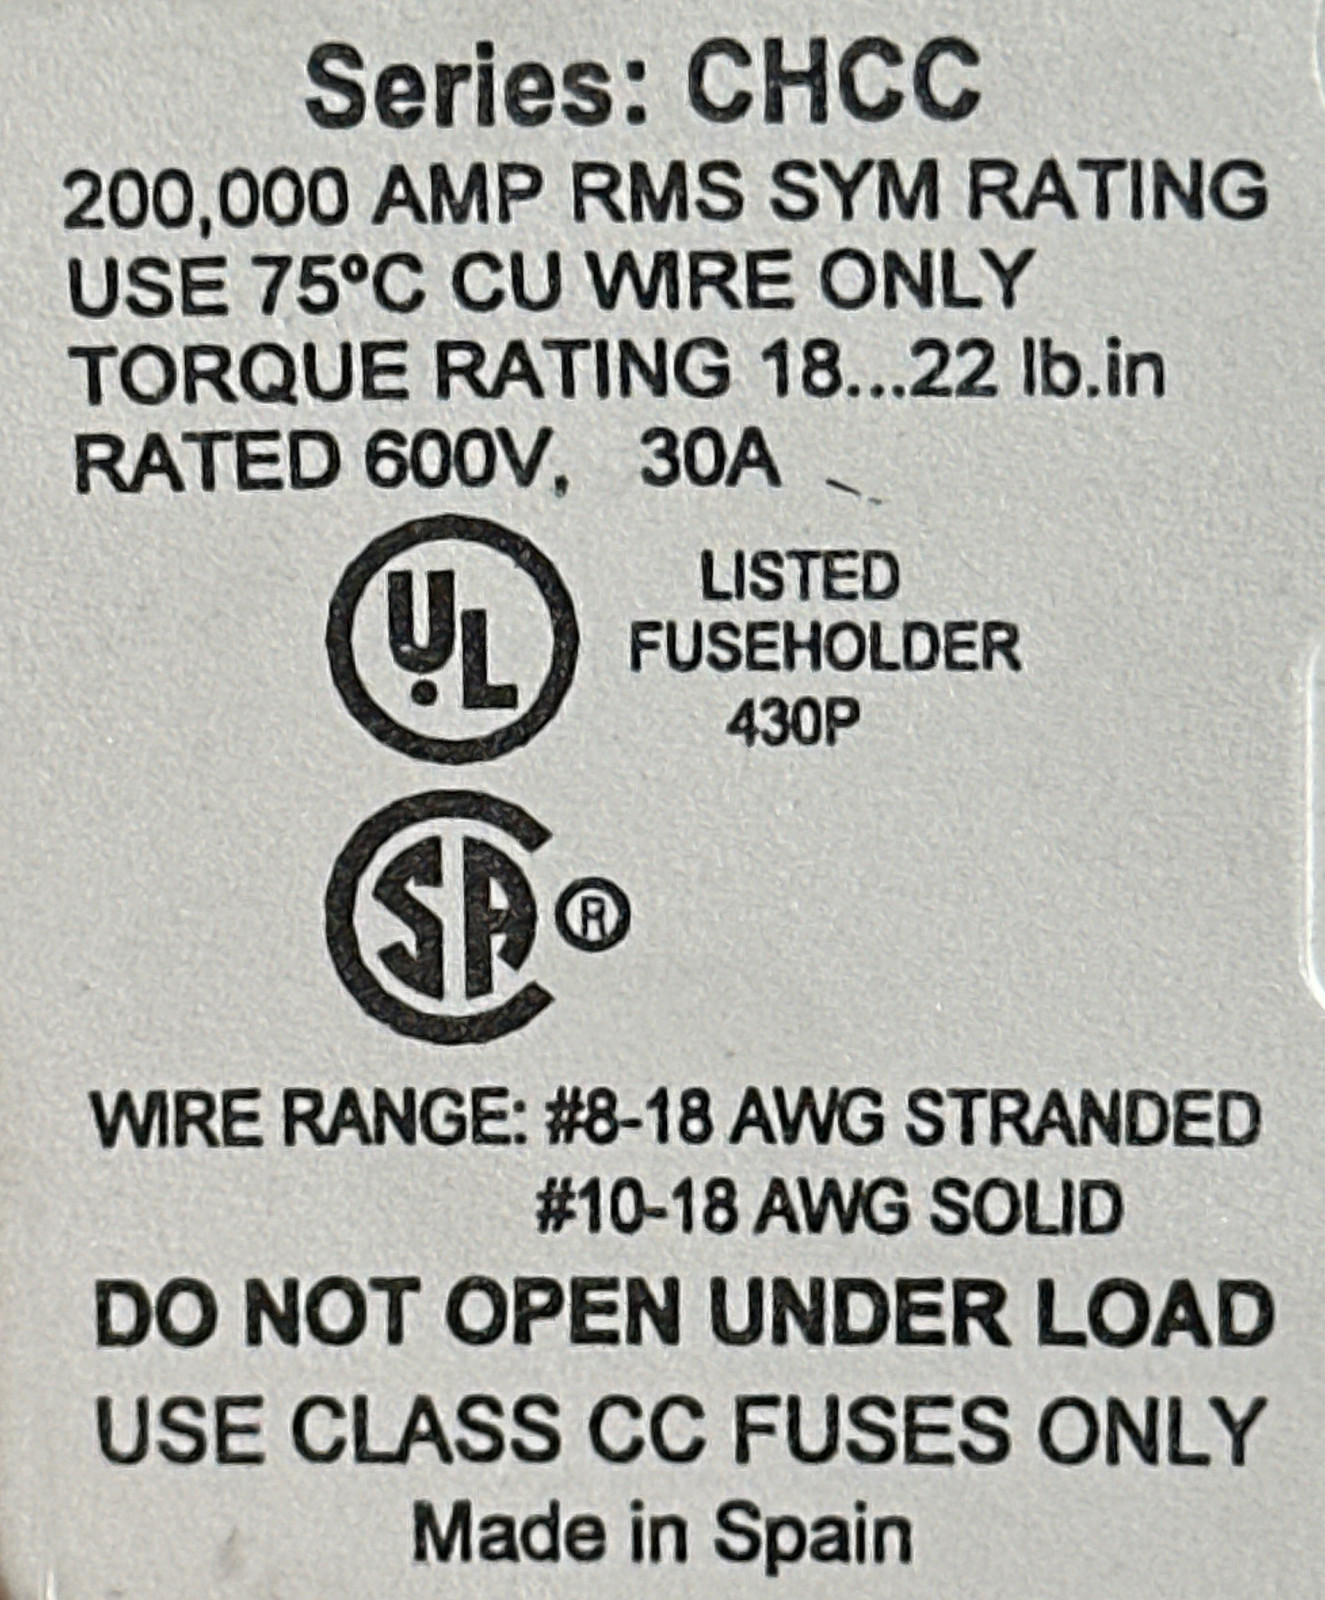 Series: CHCC
200,000 AMP RMS SYM RATING
USE 75ºC CU WIRE ONLY
TORQUE RATING 18...22 lb.in
RATED 600V, 30A
UL
LISTED
FUSEHOLDER
430P
CSA ®
WIRE RANGE: #8-18 AWG STRANDED
#10-18 AWG SOLID
DO NOT OPEN UNDER LOAD
USE CLASS CC FUSES ONLY
Made in Spain